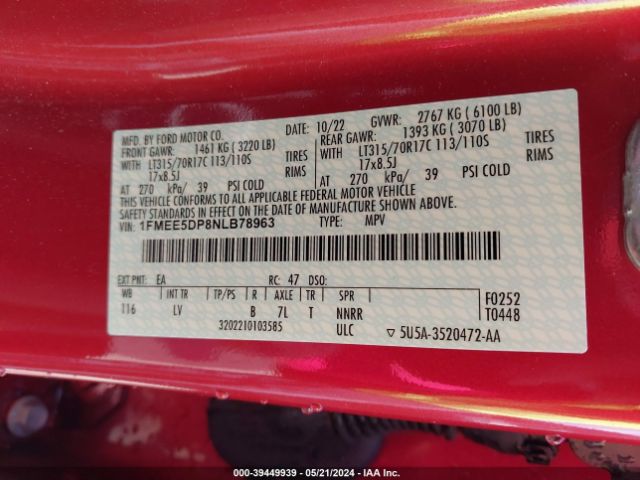 MFD. BY FORD MOTOR CO.
DATE: 10/22
GVWR: 2767 KG ( 6100 LB)
FRONT GAWR: 1461 KG ( 3220 LB)
REAR GAWR: 1393 KG ( 3070 LB)
WITH LT315/70R17C 113/110S TIRES
WITH LT315/70R17C 113/110S TIRES
17x8.5J RIMS
17x8.5J RIMS
AT 270 kPa/ 39 PSI COLD
AT 270 kPa/ 39 PSI COLD
THIS VEHICLE CONFORMS TO ALL APPLICABLE FEDERAL MOTOR VEHICLE
SAFETY STANDARDS IN EFFECT ON THE DATE OF MANUFACTURE SHOWN ABOVE.
VIN: 1FMEE5DP8NLB78963
TYPE: MPV
EXT PNT: EA RC: 47 DSO:
WB INT TR TP/PS R AXLE TR SPR
116 LV B 7L T NNRR
F0252
T0448
3202210103585 ULC ▽ 5U5A-3520472-AA
000-39449939 - 05/21/2024 - IAA Inc.